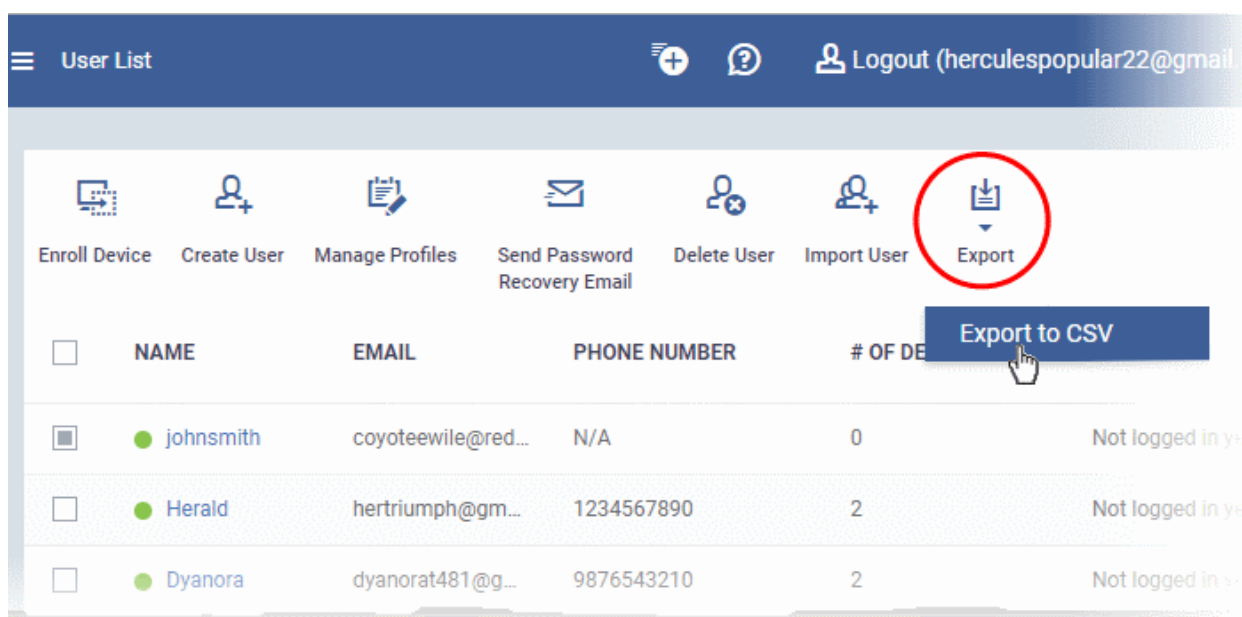 User List
Logout (herculespopular22@gmail.
Enroll Device Create User Manage Profiles Send Password Recovery Email Delete User Import User Export
Export to CSV
NAME EMAIL PHONE NUMBER # OF DE
johnsmith coyoteewile@red... N/A 0 Not logged in
Herald hertriumph@gm... 1234567890 2 Not logged in
Dyanora dyanorat481@g... 9876543210 2 Not logged in